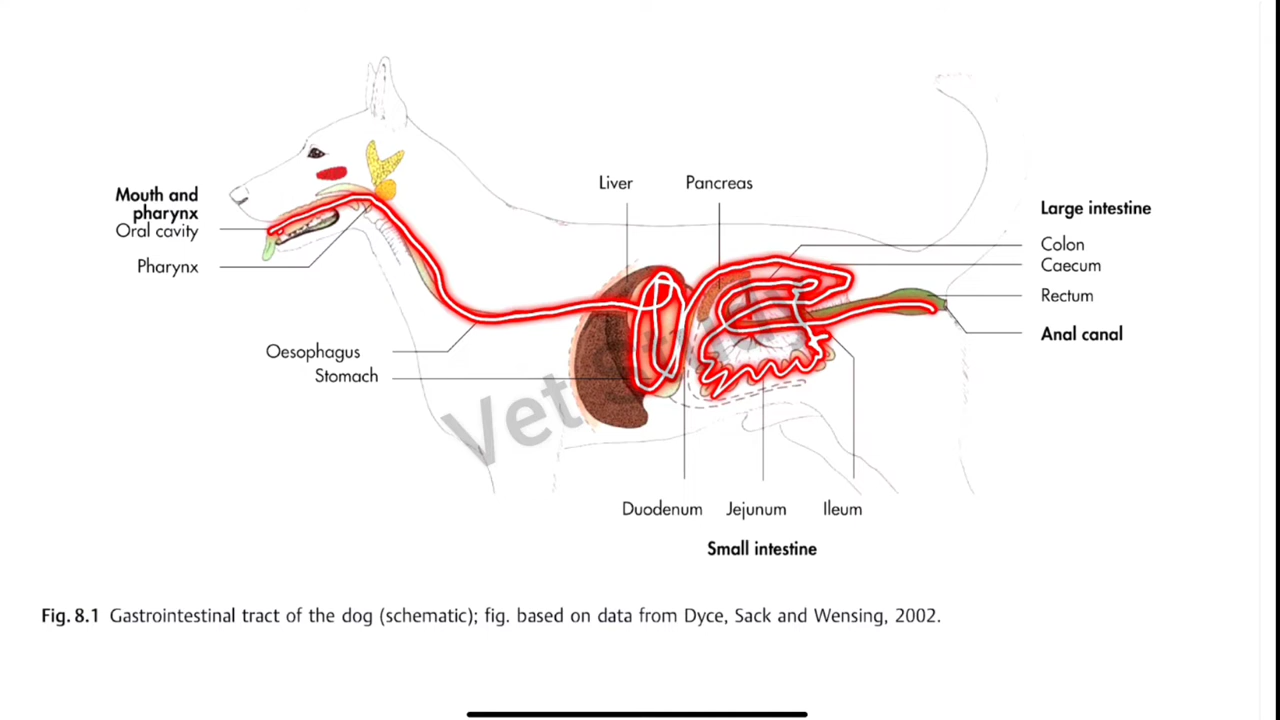 Liver
Pancreas
Mouth and
pharynx
Oral cavity
Pharynx
Large intestine
Colon
Caecum
Rectum
Anal canal
Oesophagus
Stomach
Vet
Duodenum
Jejunum
Ileum
Small intestine
Fig. 8.1 Gastrointestinal tract of the dog (schematic); fig. based on data from Dyce, Sack and Wensing, 2002.